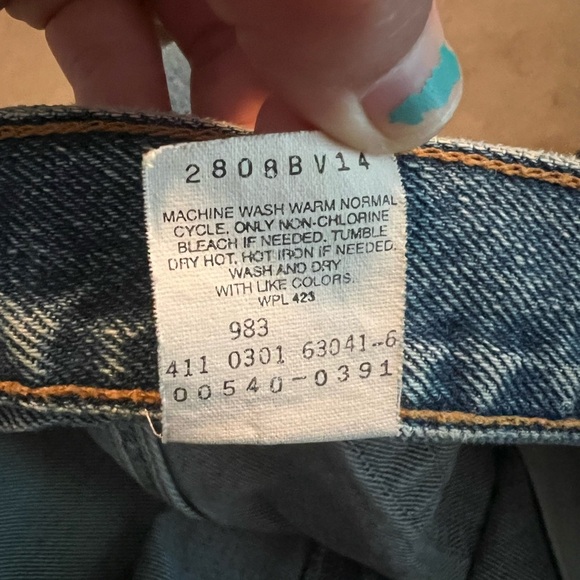 2808BV14
MACHINE WASH WARM NORMAL
CYCLE, ONLY NON-CHLORINE
BLEACH IF NEEDED. TUMBLE
DRY HOT. HOT IRON IF NEEDED.
WASH AND DRY
WITH LIKE COLORS.
WPL 423
983
411 0301 63041-6
00540-0391